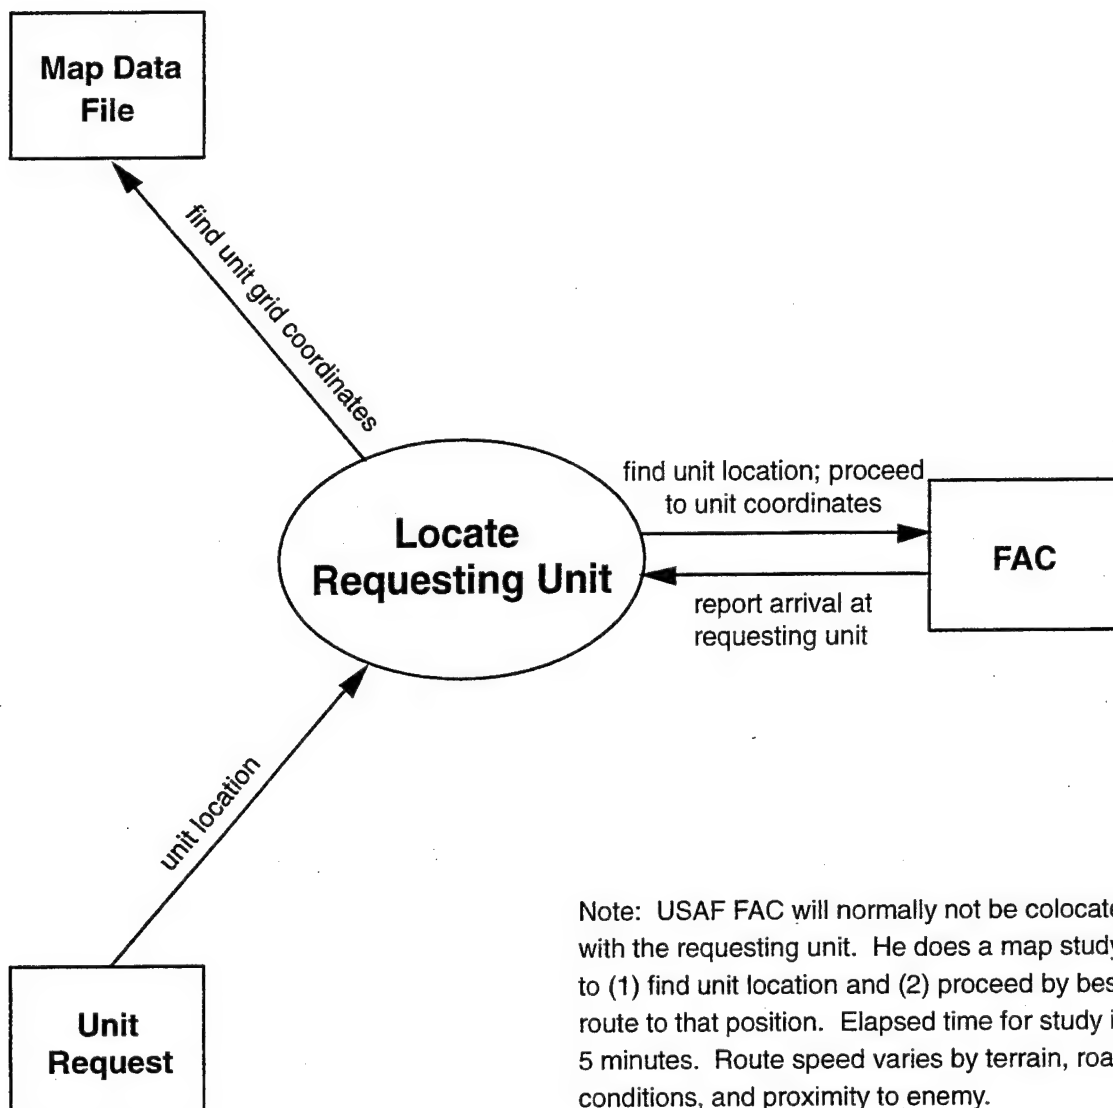 Map Data
File
find unit grid coordinates
find unit location; proceed
to unit coordinates
Locate
Requesting Unit
FAC
report arrival at
requesting unit
unit location
Unit
Request
Note: USAF FAC will normally not be colocate
with the requesting unit. He does a map study
to (1) find unit location and (2) proceed by bes
route to that position. Elapsed time for study i
5 minutes. Route speed varies by terrain, roa
conditions, and proximity to enemy.